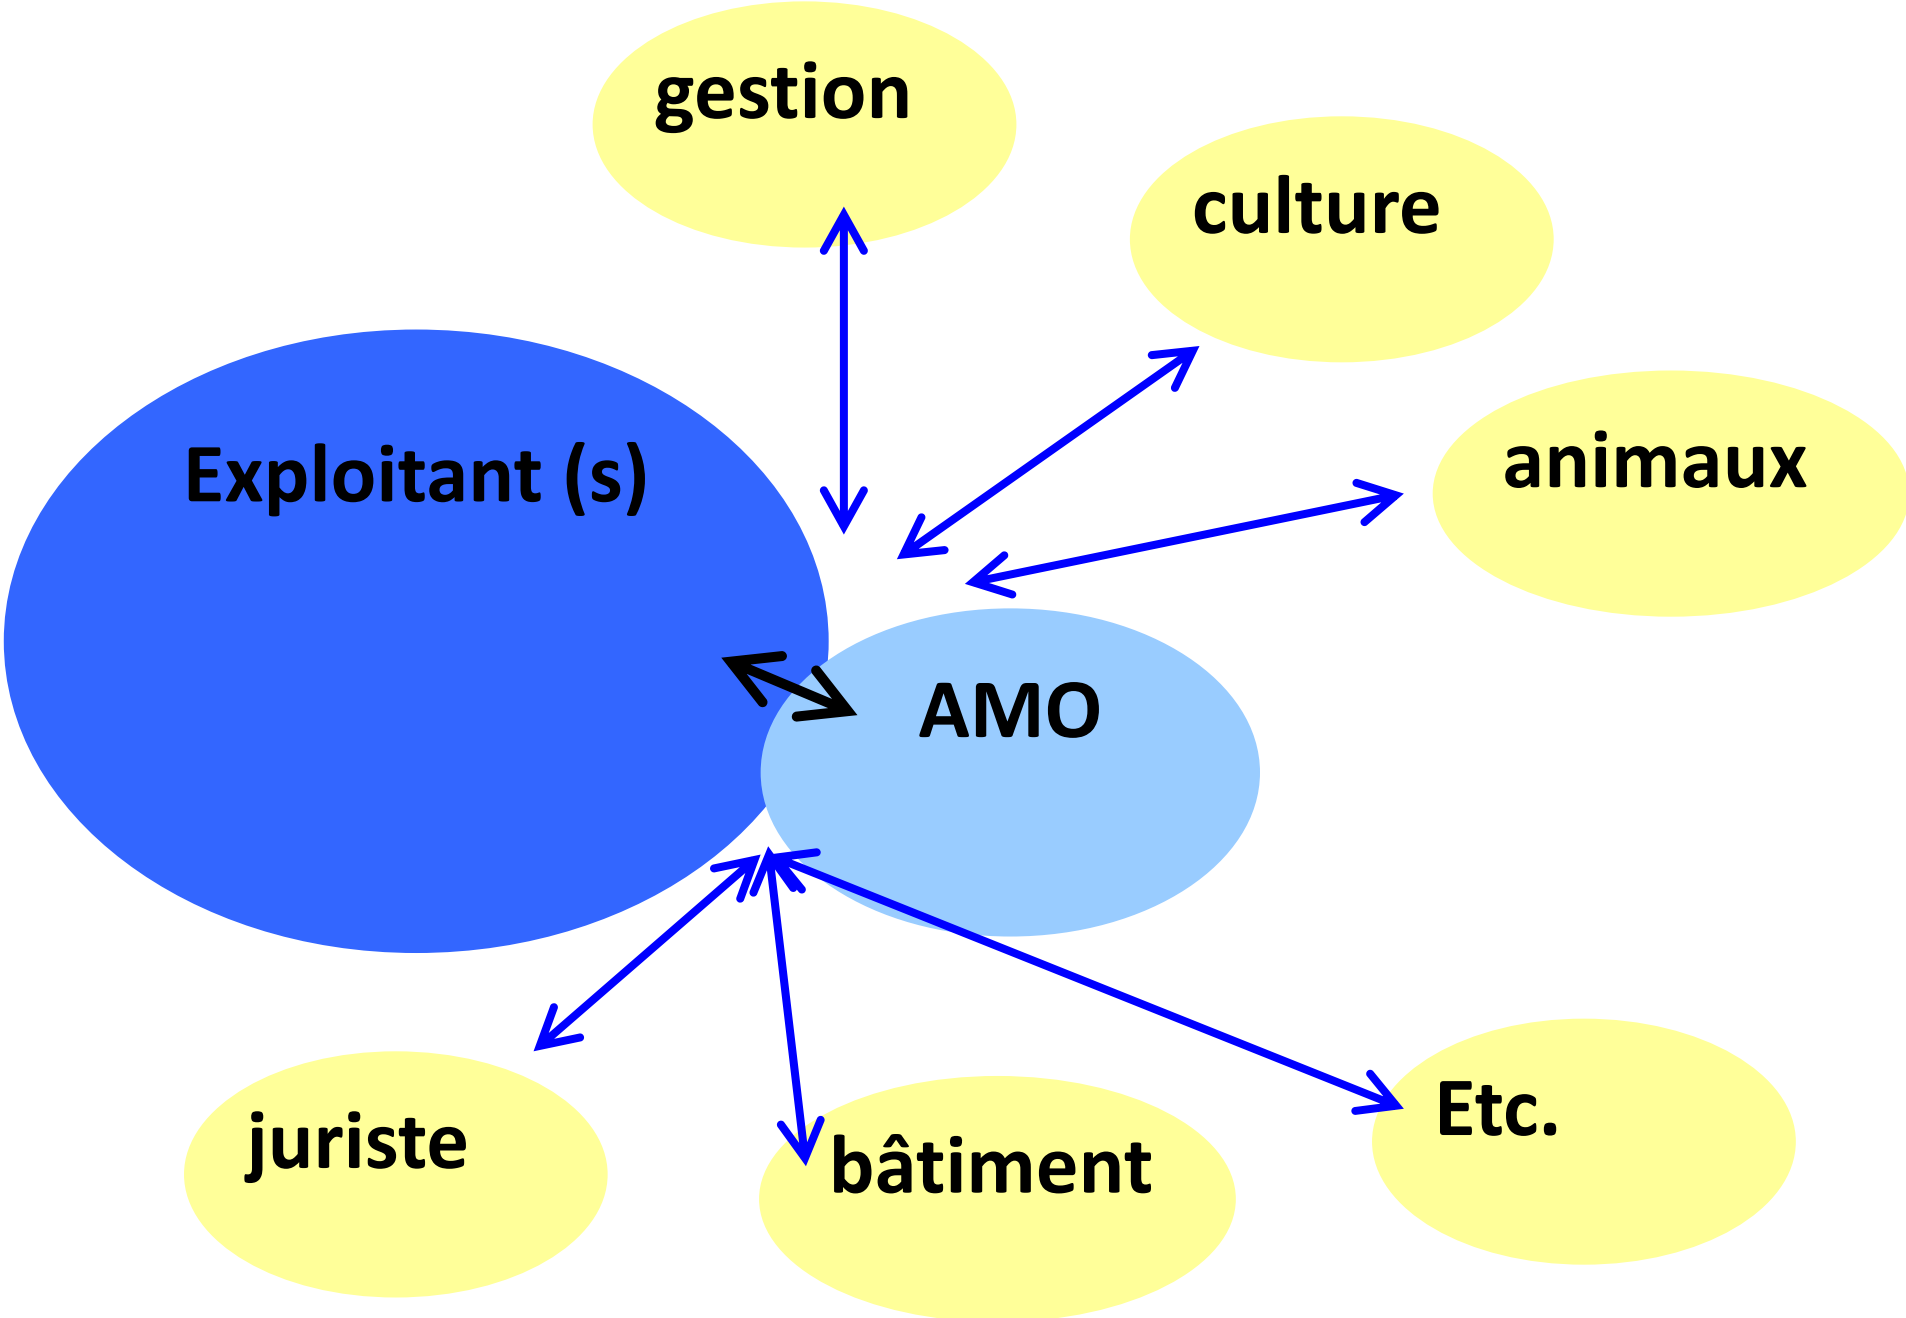 gestion
culture
animaux
Exploitant (s)
AMO
juriste
bâtiment
Etc.